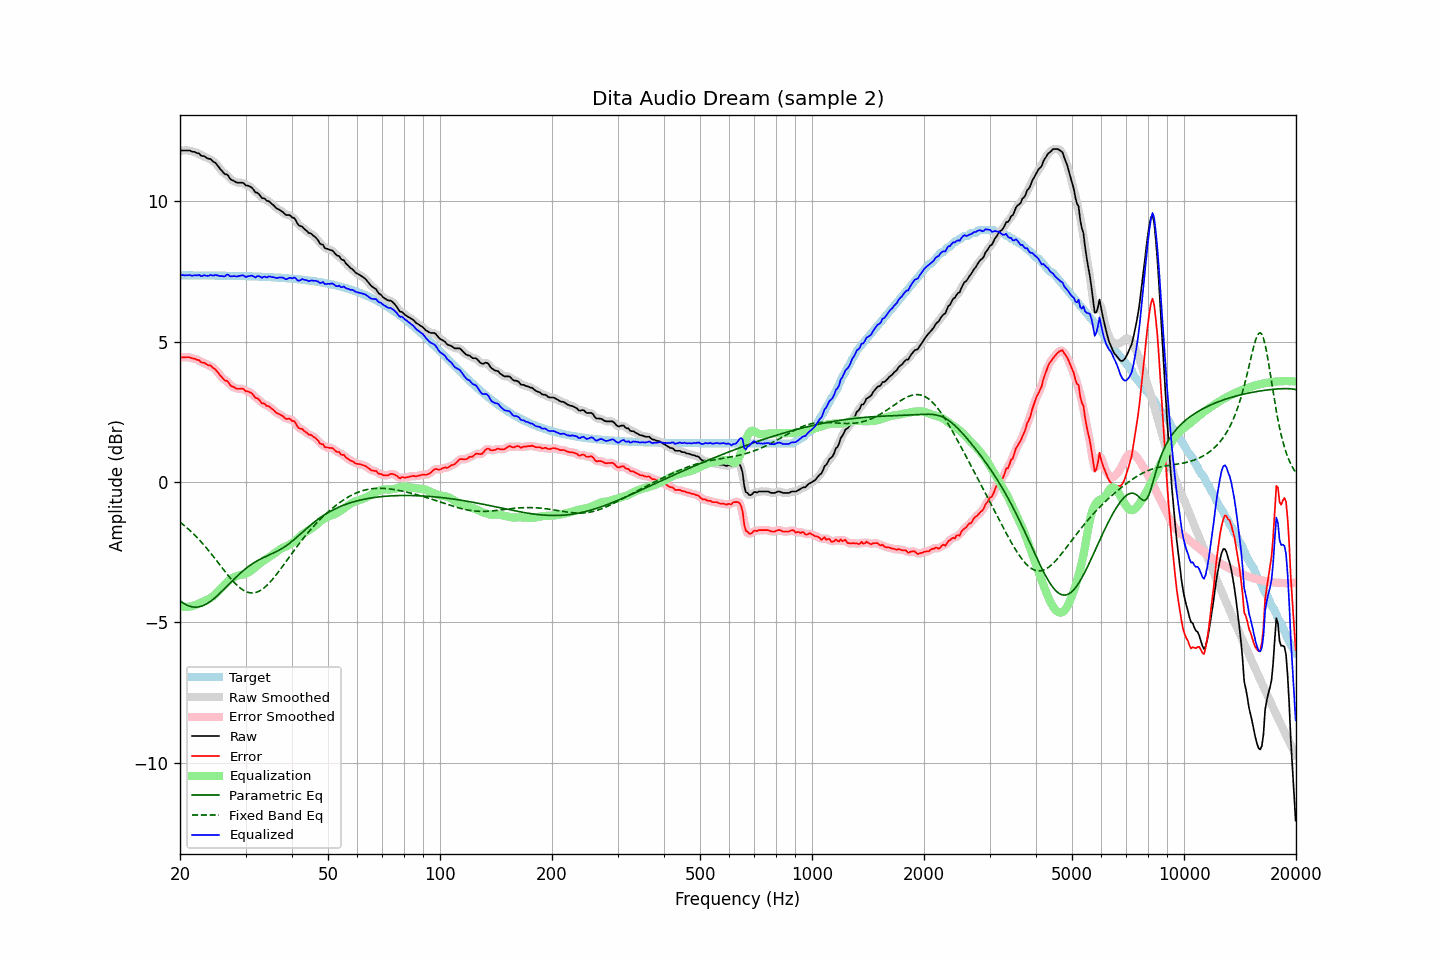 Dita Audio Dream (sample 2)
Amplitude (dBr)
10
5
0
−5
−10
Target
Raw Smoothed
Error Smoothed
Raw
Error
Equalization
Parametric Eq
Fixed Band Eq
Equalized
20 50 100 200 500 1000 2000 5000 10000 20000
Frequency (Hz)